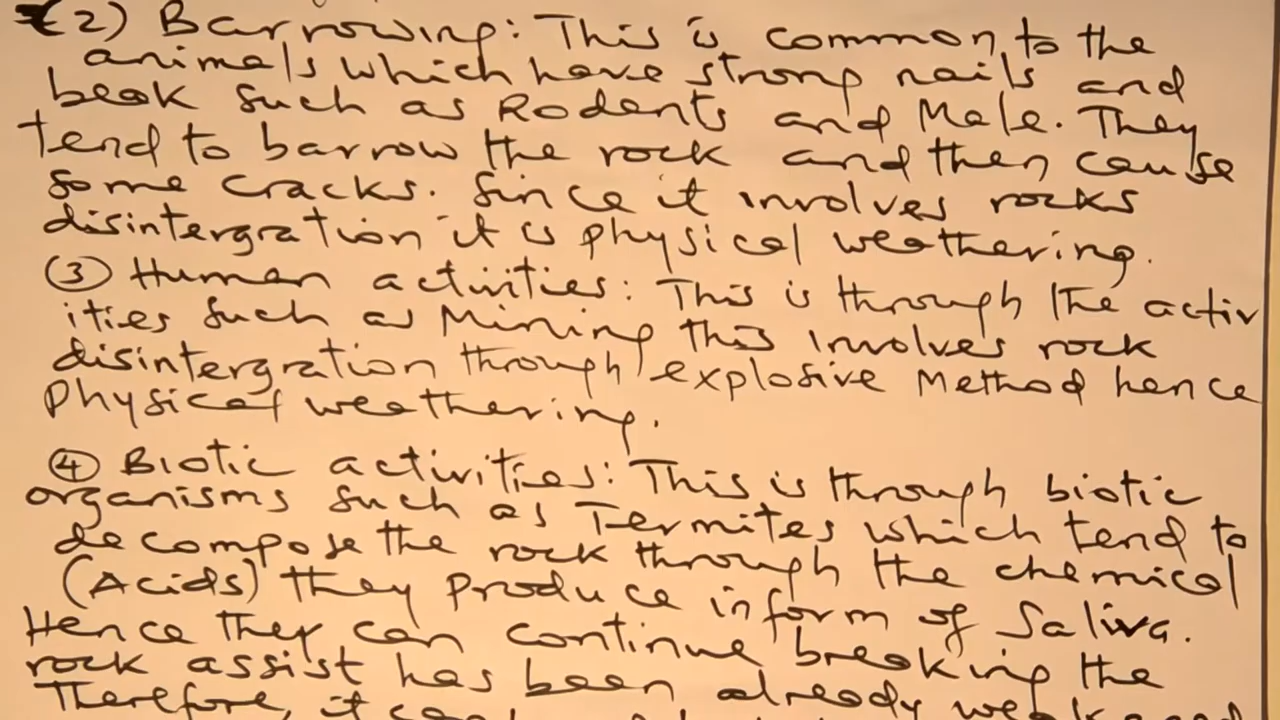 (2) Barrowing: This is common to the
animals which have strong nails and
beak such as Rodents and Mole. They
tend to barrow the rock and then cause
some cracks. Since it involves rocks
disintergration it is physical weathering.
(3) Human activities: This is through the activ
ities such as Mining this involves rock
disintergration through explosive Method hence
Physical weathering.
(4) Biotic activities: This is through biotic
organisms such as Termites which tend to
decompose the rock through the chemical
(Acids) they produce inform of Saliva.
Hence they can continue breaking the
rock assist has been already
Therefore, it